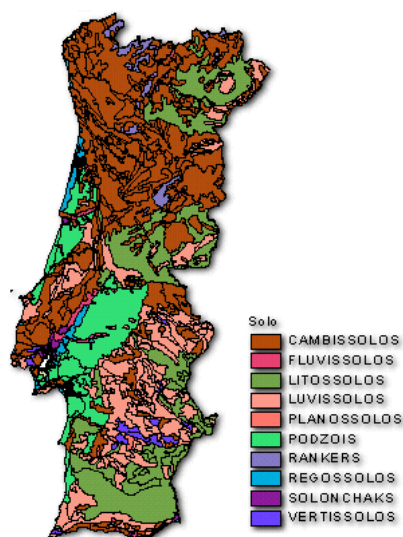 Solo
CAMBISSOLOS
FLUVISSOLOS
LITOSSOLOS
LUVISSOLOS
PLANOSSOLOS
PODZOIS
RANKERS
REGOSSOLOS
SOLONCHAKS
VERTISSOLOS